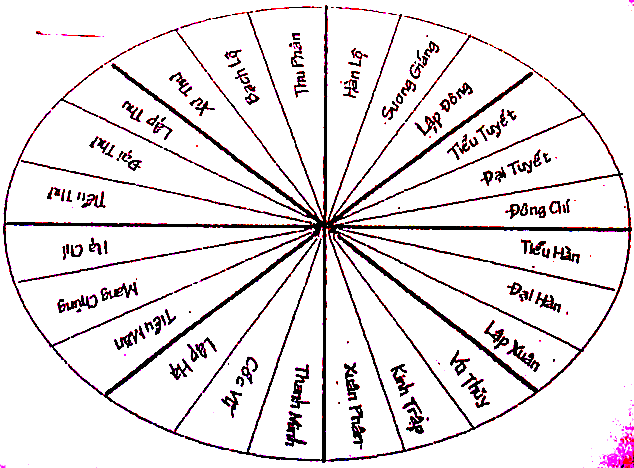 Hàn Lộ
Sương Giáng
Lập Đông
Tiểu Tuyết
Đại Tuyết
Đông Chí
Tiểu Hàn
Đại Hàn
Lập Xuân
Vũ Thủy
Kinh Trập
Xuân Phân
Thanh Minh
Cốc Vũ
Lập Hạ
Tiểu Mãn
Mang Chủng
Hạ Chí
Tiểu Thử
Đại Thử
Lập Thu
Xử Thử
Bạch Lộ
Thu Phân